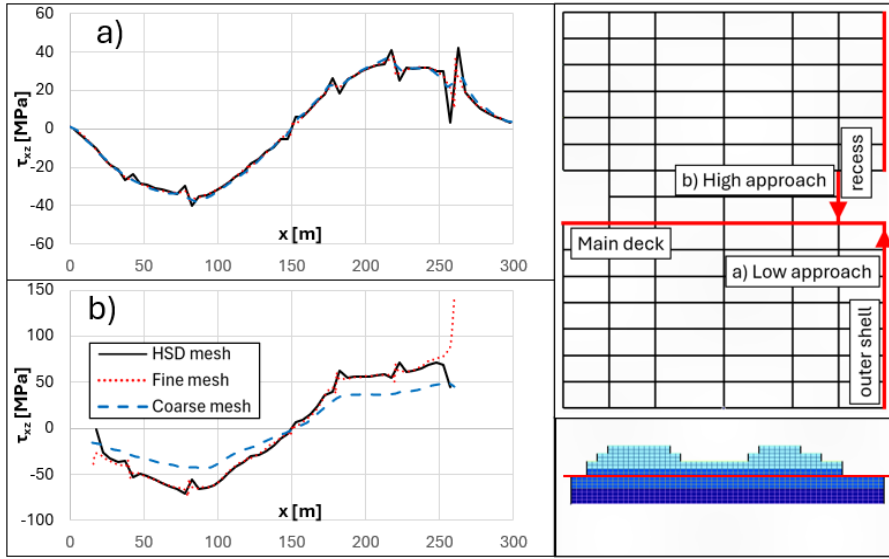 a)
60
40
20
0
-20
-40
-60
τxz [MPa]
x [m]
0 50 100 150 200 250 300
b)
150
100
50
0
-50
-100
τxz [MPa]
HSD mesh
Fine mesh
Coarse mesh
x [m]
0 50 100 150 200 250 300
recess
b) High approach
Main deck
a) Low approach
outer shell